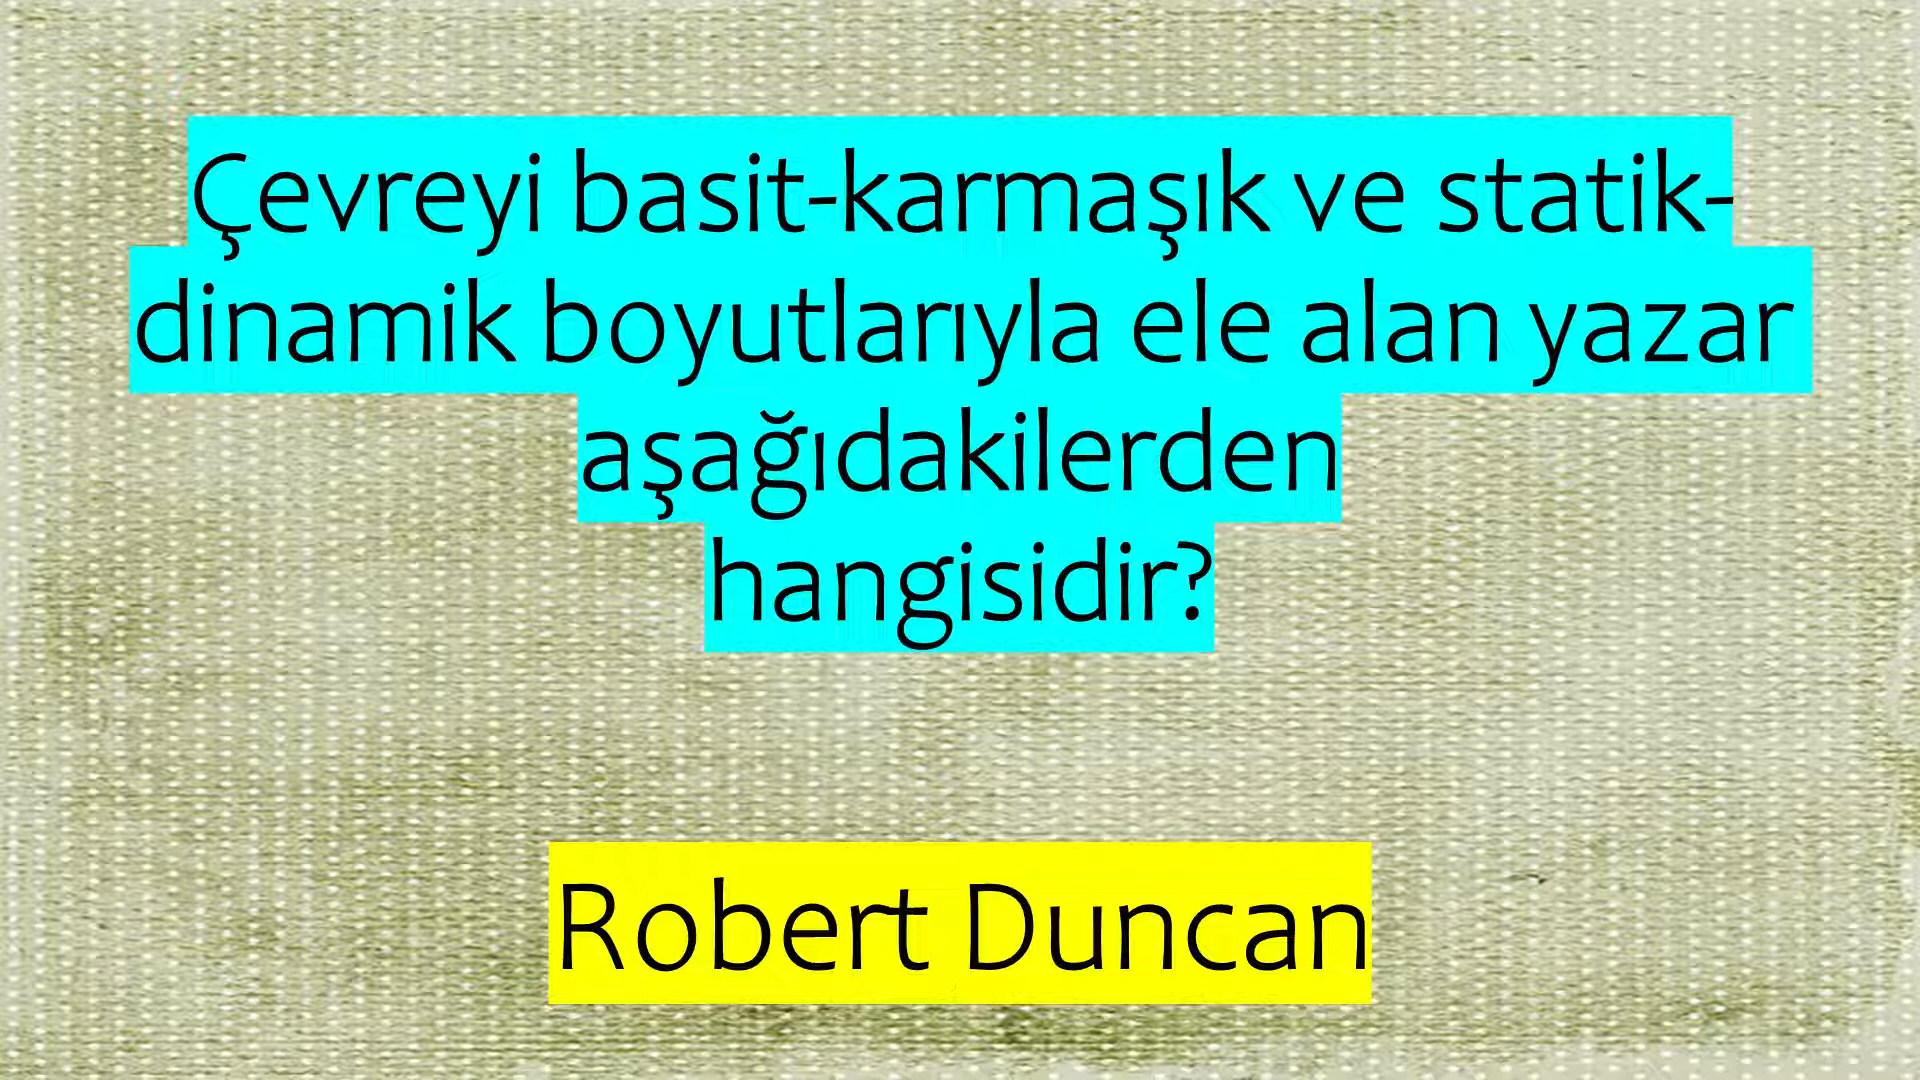 Çevreyi basit-karmaşık ve statik-
dinamik boyutlarıyla ele alan yazar
aşağıdakilerden
hangisidir?
Robert Duncan